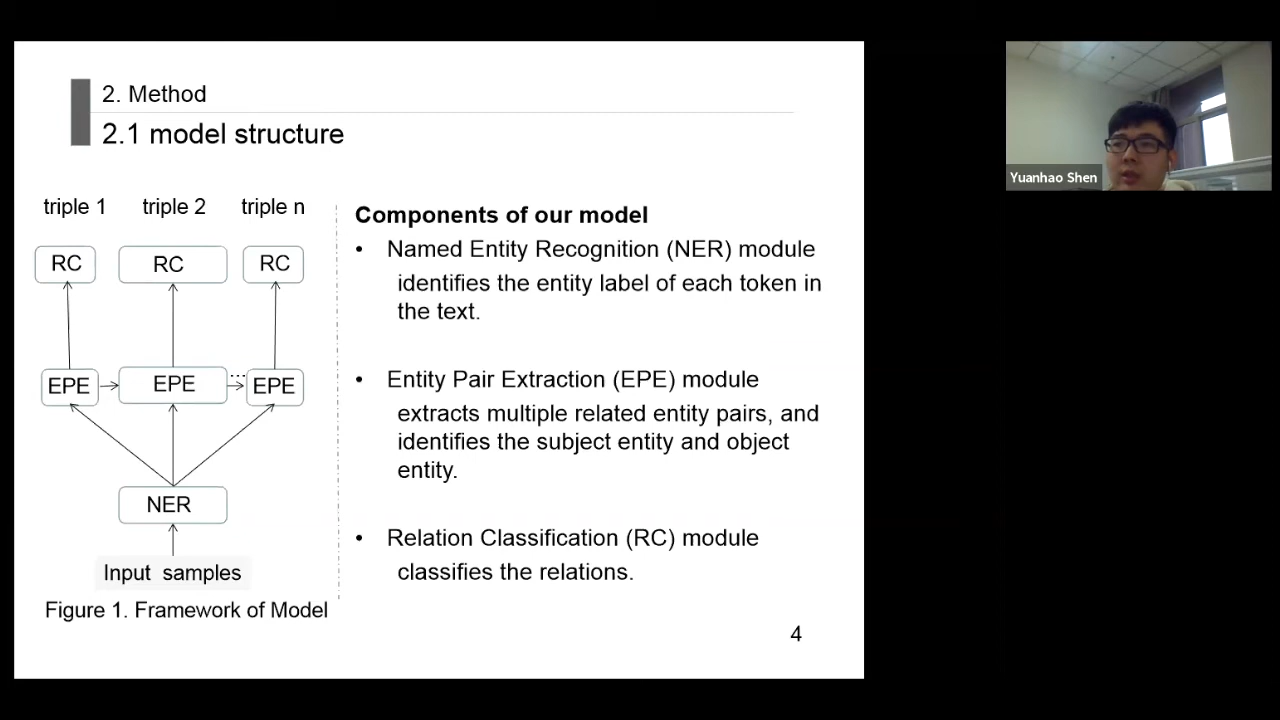 2. Method
2.1 model structure
triple 1 triple 2 triple n
RC RC RC
EPE EPE ... EPE
NER
Input samples
Figure 1. Framework of Model
Components of our model
• Named Entity Recognition (NER) module
identifies the entity label of each token in
the text.
• Entity Pair Extraction (EPE) module
extracts multiple related entity pairs, and
identifies the subject entity and object
entity.
• Relation Classification (RC) module
classifies the relations.
4
Yuanhao Shen